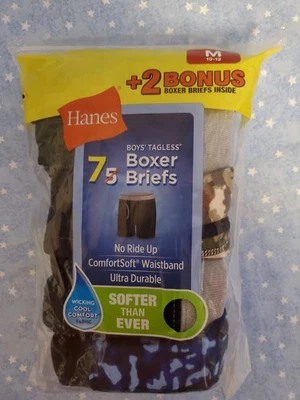 M
10-12
+2 BONUS
BOXER BRIEFS INSIDE
Hanes
BOYS' TAGLESS®
7 5 Boxer
Briefs
No Ride Up
ComfortSoft® Waistband
Ultra Durable
WICKING
COOL
COMFORT
FABRIC
SOFTER
THAN
EVER